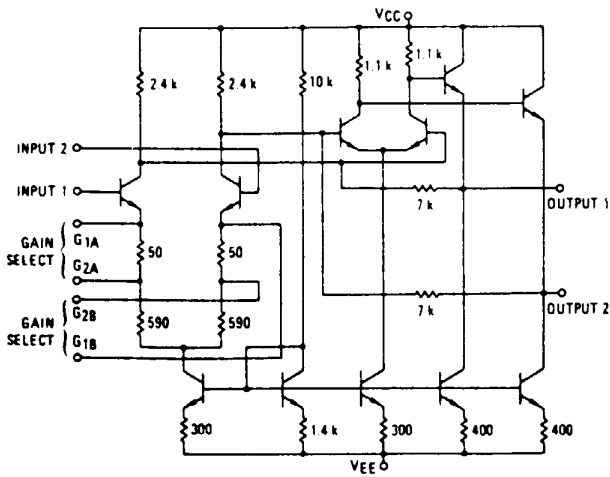 VCC
1.1 k
1.1 k
2.4 k
2.4 k
10 k
INPUT 2
INPUT 1
OUTPUT 1
7 k
GAIN SELECT
G1A
G2A
50
50
OUTPUT 2
7 k
GAIN SELECT
G2B
G1B
590
590
300
1.4 k
300
400
400
VEE